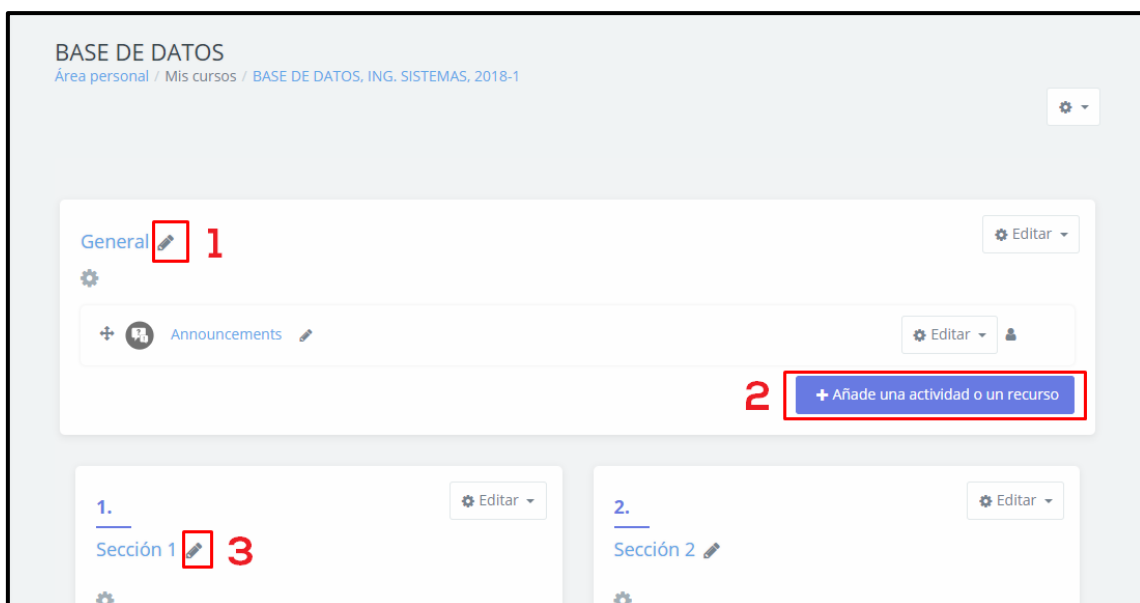 BASE DE DATOS
Área personal / Mis cursos / BASE DE DATOS, ING. SISTEMAS, 2018-1
General 1 Editar
Announcements Editar
2 + Añade una actividad o un recurso
1. Editar
Sección 1 3
2. Editar
Sección 2